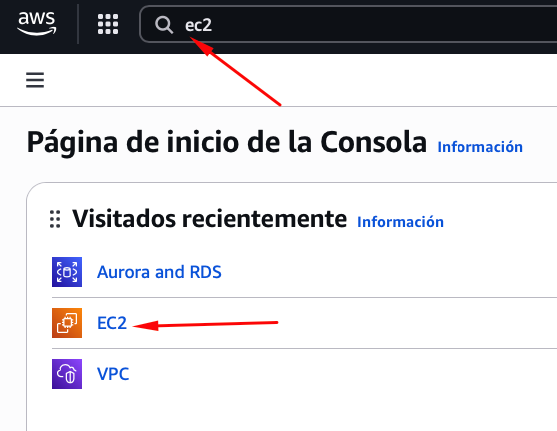 aws
ec2
Página de inicio de la Consola Información
Visitados recientemente Información
Aurora and RDS
EC2
VPC